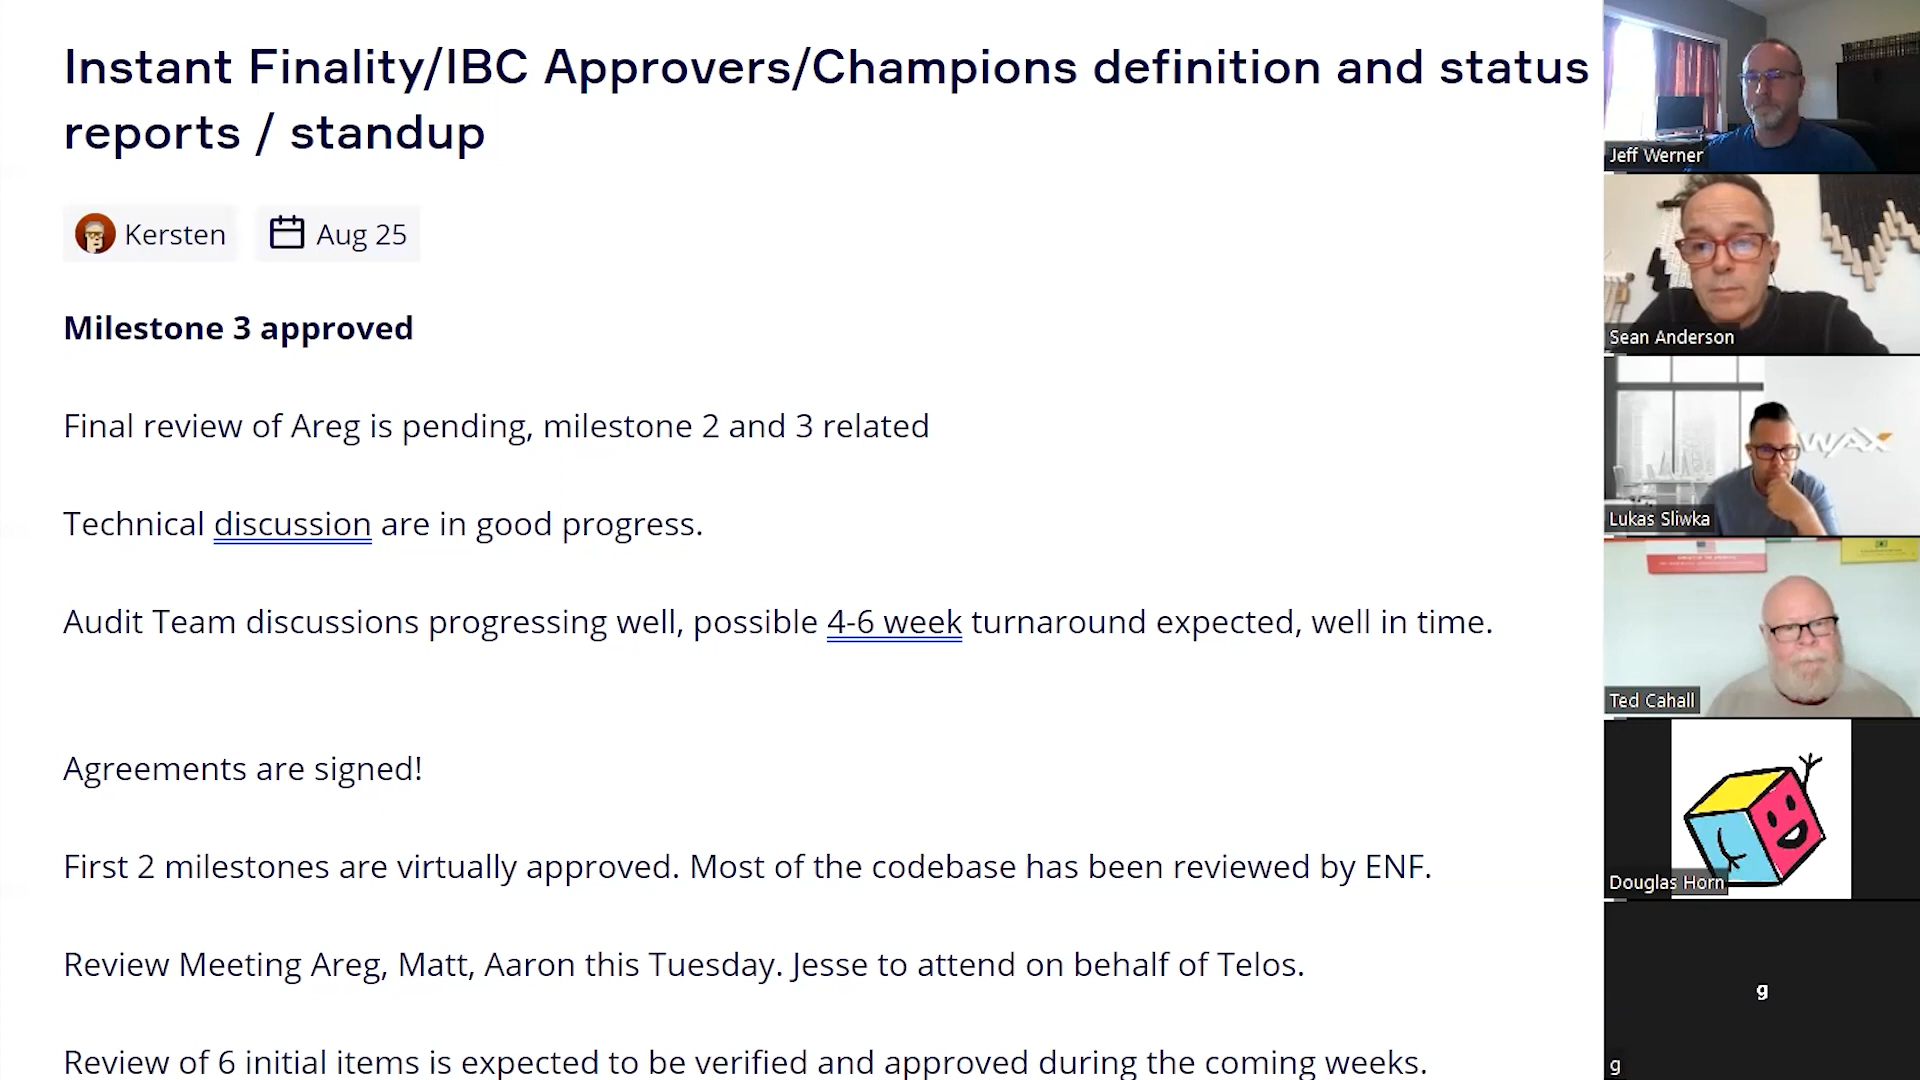 Instant Finality/IBC Approvers/Champions definition and status
reports / standup
Kersten
Aug 25
Milestone 3 approved
Final review of Areg is pending, milestone 2 and 3 related
Technical discussion are in good progress.
Audit Team discussions progressing well, possible 4-6 week turnaround expected, well in time.
Agreements are signed!
First 2 milestones are virtually approved. Most of the codebase has been reviewed by ENF.
Review Meeting Areg, Matt, Aaron this Tuesday. Jesse to attend on behalf of Telos.
Review of 6 initial items is expected to be verified and approved during the coming weeks.
Jeff Werner
Sean Anderson
WAX
Lukas Sliwka
Ted Cahall
Douglas Horn
g
g